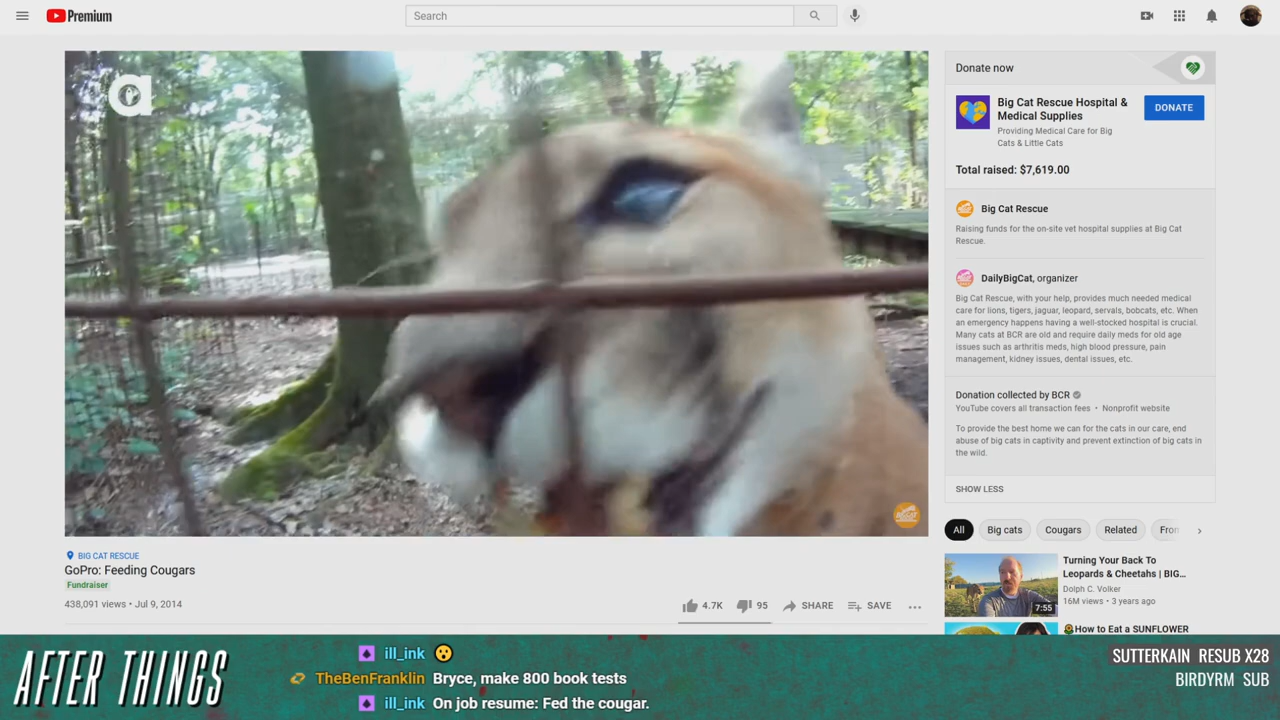 Premium
Search
a
BIG CAT RESCUE
GoPro: Feeding Cougars
Fundraiser
438,091 views • Jul 9, 2014
4.7K
95
SHARE
SAVE
Donate now
Big Cat Rescue Hospital &
Medical Supplies
DONATE
Providing Medical Care for Big
Cats & Little Cats
Total raised: $7,619.00
Big Cat Rescue
Raising funds for the on-site vet hospital supplies at Big Cat
Rescue.
DailyBigCat, organizer
Big Cat Rescue, with your help, provides much needed medical
care for lions, tigers, jaguar, leopard, servals, bobcats, etc. When
an emergency happens having a well-stocked hospital is crucial.
Many cats at BCR are old and require daily meds for old age
issues such as arthritis meds, high blood pressure, pain
management, kidney issues, dental issues, etc.
Donation collected by BCR
YouTube covers all transaction fees • Nonprofit website
To provide the best home we can for the cats in our care, end
abuse of big cats in captivity and prevent extinction of big cats in
the wild.
SHOW LESS
All
Big cats
Cougars
Related
From
Turning Your Back To
Leopards & Cheetahs | BIG...
Dolph C. Volker
16M views • 3 years ago
7:55
How to Eat a SUNFLOWER
AFTER THINGS
ill_ink
TheBenFranklin Bryce, make 800 book tests
ill_ink On job resume: Fed the cougar.
SUTTERKAIN RESUB X28
BIRDYRM SUB